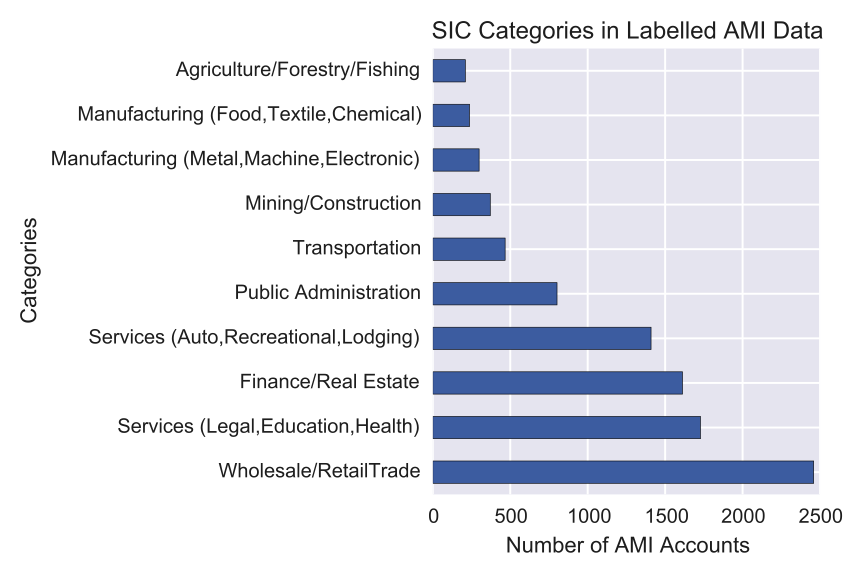 SIC Categories in Labelled AMI Data
Agriculture/Forestry/Fishing
Manufacturing (Food,Textile,Chemical)
Manufacturing (Metal,Machine,Electronic)
Mining/Construction
Transportation
Public Administration
Services (Auto,Recreational,Lodging)
Finance/Real Estate
Services (Legal,Education,Health)
Wholesale/RetailTrade
Categories
0 500 1000 1500 2000 2500
Number of AMI Accounts